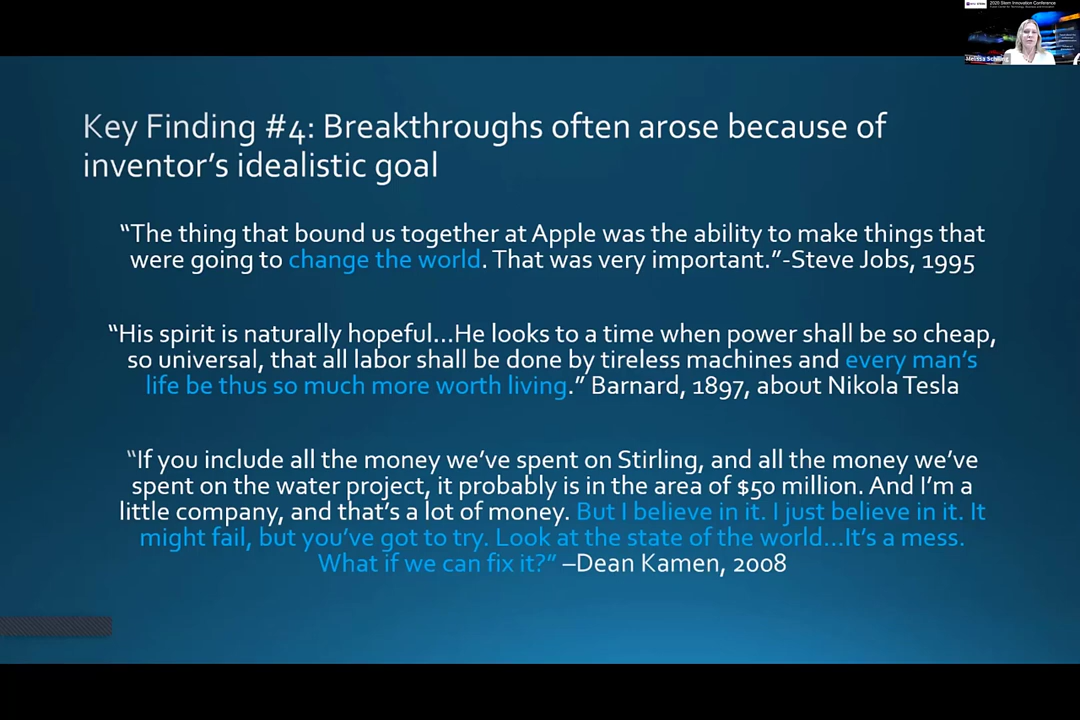 2020 Stern Innovation Conference
Melissa Schilling
Key Finding #4: Breakthroughs often arose because of
inventor's idealistic goal
“The thing that bound us together at Apple was the ability to make things that
were going to change the world. That was very important.”-Steve Jobs, 1995
“His spirit is naturally hopeful...He looks to a time when power shall be so cheap,
so universal, that all labor shall be done by tireless machines and every man's
life be thus so much more worth living.” Barnard, 1897, about Nikola Tesla
“If you include all the money we've spent on Stirling, and all the money we've
spent on the water project, it probably is in the area of $50 million. And I'm a
little company, and that's a lot of money. But I believe in it. I just believe in it. It
might fail, but you've got to try. Look at the state of the world...It's a mess.
What if we can fix it?” –Dean Kamen, 2008